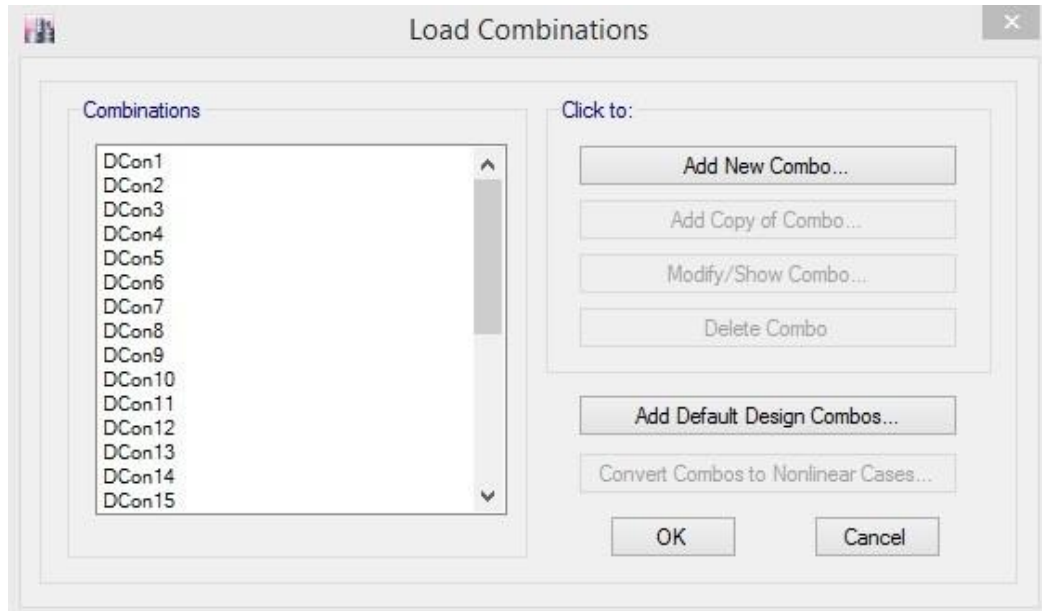 Load Combinations
Combinations
DCon1
DCon2
DCon3
DCon4
DCon5
DCon6
DCon7
DCon8
DCon9
DCon10
DCon11
DCon12
DCon13
DCon14
DCon15
Click to:
Add New Combo...
Add Copy of Combo...
Modify/Show Combo...
Delete Combo
Add Default Design Combos...
Convert Combos to Nonlinear Cases...
OK
Cancel